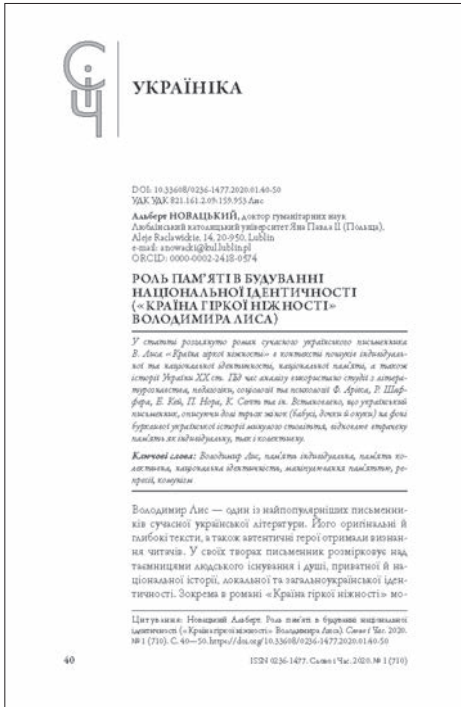 СіЧ
УКРАЇНІКА
DOI: 10.33608/0236-1477.2020.01.40-50
УДК УДК 821.161.2.09:159.953 Лис
Альберт НОВАЦЬКИЙ, доктор гуманітарних наук
Люблінський католицький університет Яна Павла ІІ (Польща),
Aleje Racławickie, 14, 20-950, Lublin
e-mail: anowacki@kul.lublin.pl
ORCID: 0000-0002-2418-0574
РОЛЬ ПАМ’ЯТІ В БУДУВАННІ
НАЦІОНАЛЬНОЇ ІДЕНТИЧНОСТІ
(«КРАЇНА ГІРКОЇ НІЖНОСТІ»
ВОЛОДИМИРА ЛИСА)
У статті розглянуто роман сучасного українського письменника
В. Лиса «Країна гіркої ніжності» в контексті пошуків індивідуаль-
ної та національної ідентичності, національної пам’яті, а також
історії України ХХ ст. Під час аналізу використано студії з літера-
турознавства, педагогіки, соціології та психології Ф. Арієса, Р. Шаф-
фера, Е. Кей, П. Нора, К. Сент та ін. Встановлено, що український
письменник, описуючи долі трьох жінок (бабусі, дочки й онуки) на фоні
бурхливої української історії минулого століття, відновлює втрачену
пам’ять як індивідуальну, так і колективну.
Ключові слова: Володимир Лис, пам’ять індивідуальна, пам’ять ко-
лективна, національна ідентичність, маніпулювання пам’яттю, ре-
пресії, комунізм
Володимир Лис — один із найпопулярніших письменни-
ків сучасної української літератури. Його оригінальні й
глибокі тексти, а також автентичні герої отримали визнан-
ня читачів. У своїх творах письменник розмірковує над
таємницями людського існування і душі, приватної й на-
ціональної історії, локальної та загальноукраїнської іден-
тичності. Зокрема в романі «Країна гіркої ніжності» мо-
Цитування: Новацький Альберт. Роль пам’яті в будуванні національної
ідентичності («Країна гіркої ніжності» Володимира Лиса). Слово і Час. 2020.
№ 1 (710). С. 40—50. https://doi.org/10.33608/0236-1477.2020.01.40-50
40 ISSN 0236-1477. Слово і Час. 2020. № 1 (710)